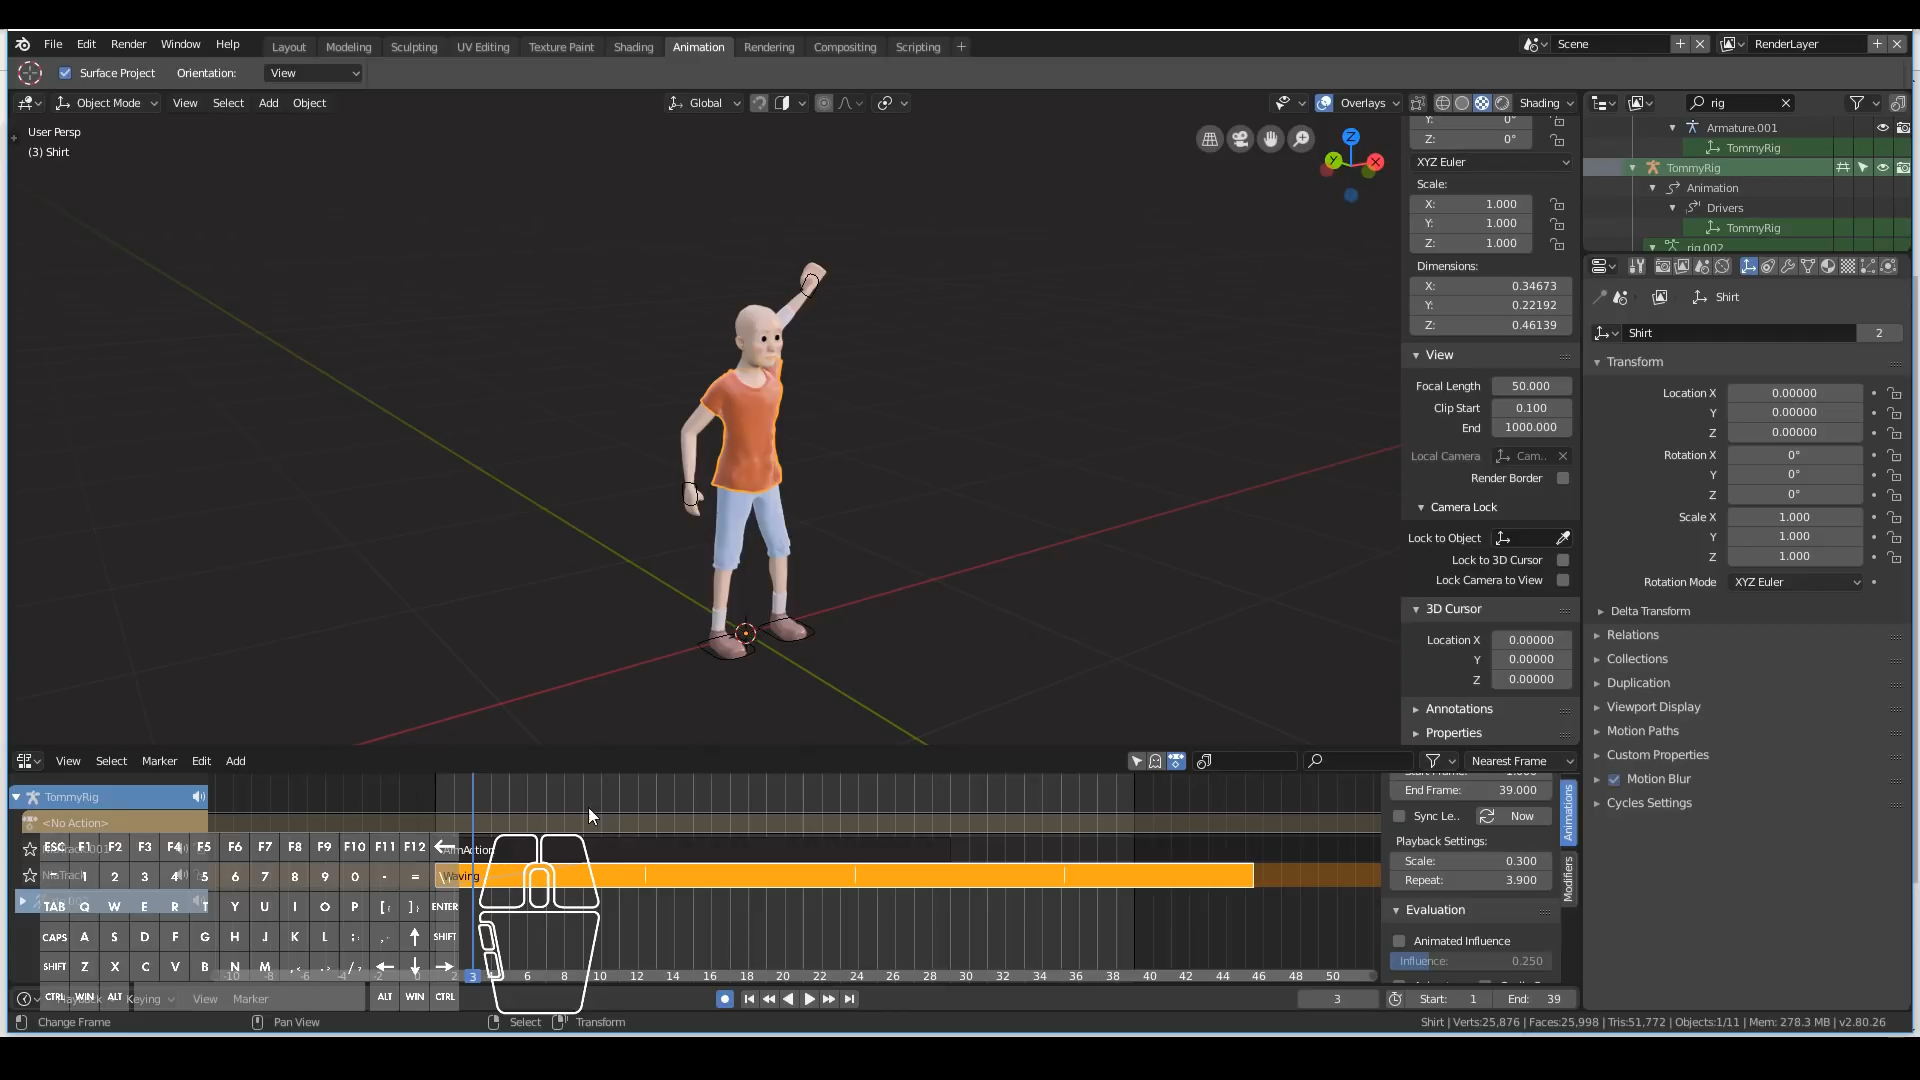 File Edit Render Window Help Layout Modeling Sculpting UV Editing Texture Paint Shading Animation Rendering Compositing Scripting + Scene RenderLayer
Surface Project Orientation: View
Object Mode View Select Add Object Global Overlays Shading rig
User Persp
(3) Shirt
Y: 0°
Z: 0°
XYZ Euler
Scale:
X: 1.000
Y: 1.000
Z: 1.000
Dimensions:
X: 0.34673
Y: 0.22192
Z: 0.46139
View
Focal Length 50.000
Clip Start 0.100
End 1000.000
Local Camera Cam..
Render Border
Camera Lock
Lock to Object
Lock to 3D Cursor
Lock Camera to View
3D Cursor
Location X 0.00000
Y 0.00000
Z 0.00000
Annotations
Properties
Z
Y
X
Armature.001
TommyRig
TommyRig
Animation
Drivers
TommyRig
rig.002
Shirt
Shirt 2
Transform
Location X 0.00000
Y 0.00000
Z 0.00000
Rotation X 0°
Y 0°
Z 0°
Scale X 1.000
Y 1.000
Z 1.000
Rotation Mode XYZ Euler
Delta Transform
Relations
Collections
Duplication
Viewport Display
Motion Paths
Custom Properties
Motion Blur
Cycles Settings
View Select Marker Edit Add Nearest Frame
TommyRig
<No Action>
ArmAction
Waving
ESC F1 F2 F3 F4 F5 F6 F7 F8 F9 F10 F11 F12
1 2 3 4 5 6 7 8 9 0 - = \
TAB Q W E R T Y U I O P [ ] ENTER
CAPS A S D F G H J K L ; SHIFT
SHIFT Z X C V B N M
CTRL WIN ALT ALT WIN CTRL
3 6 8 10 12 14 16 18 20 22 24 26 28 30 32 34 36 38 40 42 44 46 48 50
Start Frame: 1.000
End Frame: 39.000
Sync Le.. Now
Playback Settings:
Scale: 0.300
Repeat: 3.900
Evaluation
Animated Influence
Influence: 0.250
Animations
Modifiers
Playback Keying View Marker 3 Start: 1 End: 39
Change Frame Pan View Select Transform Shirt | Verts:25,876 | Faces:25,998 | Tris:51,772 | Objects:1/11 | Mem: 278.3 MB | v2.80.26